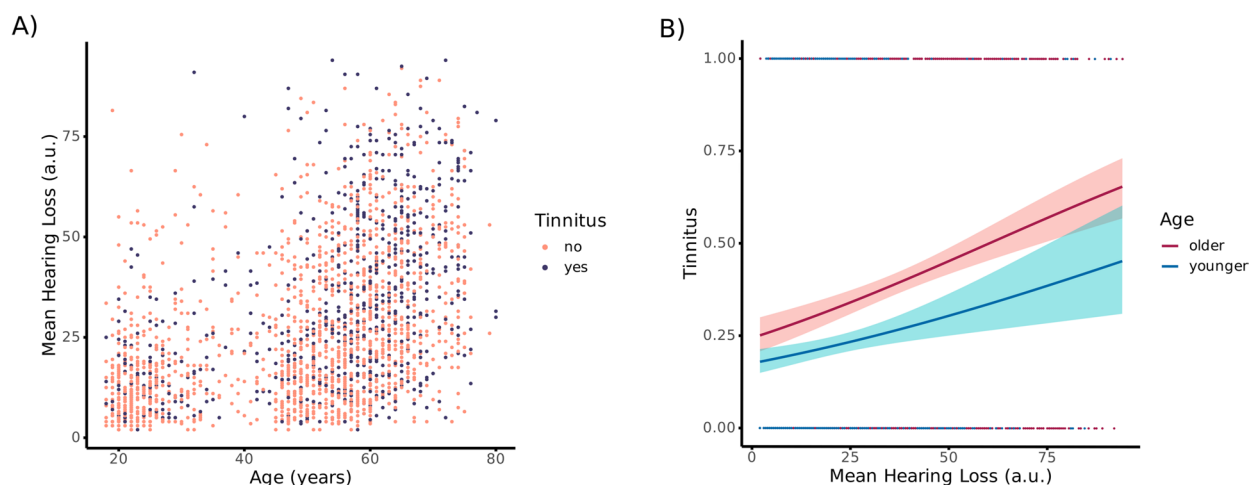 A)
Mean Hearing Loss (a.u.)
75
50
25
0
20
40
60
80
Age (years)
Tinnitus
no
yes
B)
Tinnitus
1.00
0.75
0.50
0.25
0.00
0
25
50
75
Mean Hearing Loss (a.u.)
Age
older
younger